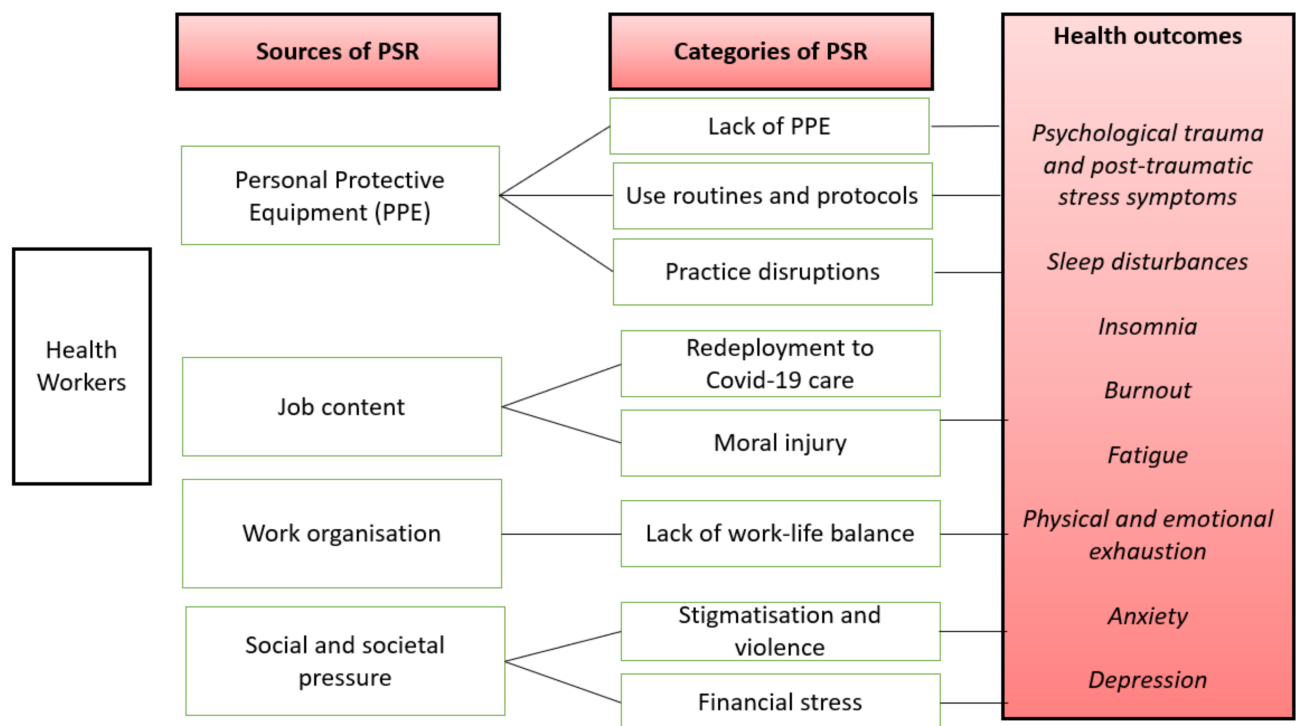 Sources of PSR
Categories of PSR
Health outcomes
Health
Workers
Personal Protective
Equipment (PPE)
Lack of PPE
Use routines and protocols
Practice disruptions
Job content
Redeployment to
Covid-19 care
Moral injury
Work organisation
Lack of work-life balance
Social and societal
pressure
Stigmatisation and
violence
Financial stress
Psychological trauma
and post-traumatic
stress symptoms
Sleep disturbances
Insomnia
Burnout
Fatigue
Physical and emotional
exhaustion
Anxiety
Depression